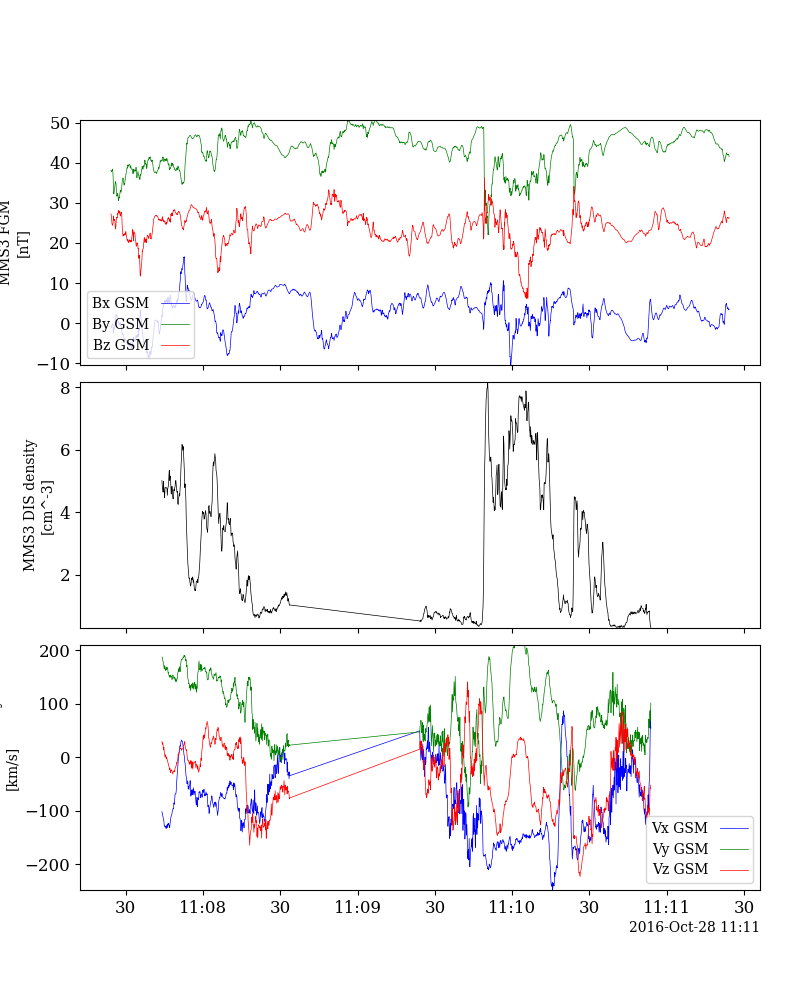 50
40
30
20
10
0
−10
MMS3 FGM
[nT]
Bx GSM
By GSM
Bz GSM
8
6
4
2
MMS3 DIS density
[cm^-3]
200
100
0
−100
−200
[km/s]
Vx GSM
Vy GSM
Vz GSM
30 11:08 30 11:09 30 11:10 30 11:11 30
2016-Oct-28 11:11